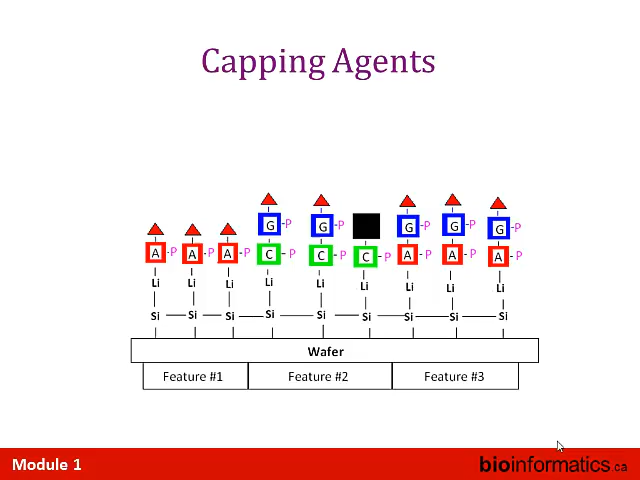 Capping Agents
G -P G -P G -P G -P G -P
A -P A -P A -P C - P C - P C - P A - P A - P A - P
Li Li Li Li Li Li Li Li Li
Si Si Si Si Si Si Si Si Si
Wafer
Feature #1 Feature #2 Feature #3
Module 1 bioinformatics.ca